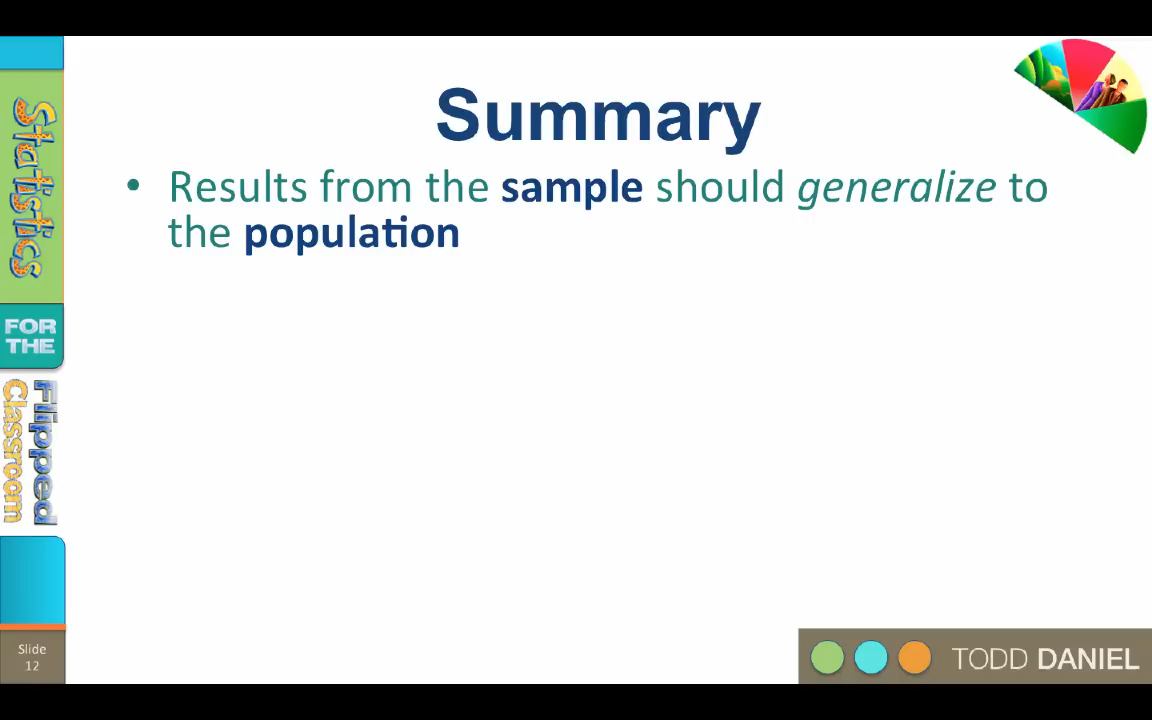 Summary
• Results from the sample should generalize to
the population
Statistics
FOR
THE
Flipped
Classroom
Slide
12
TODD DANIEL